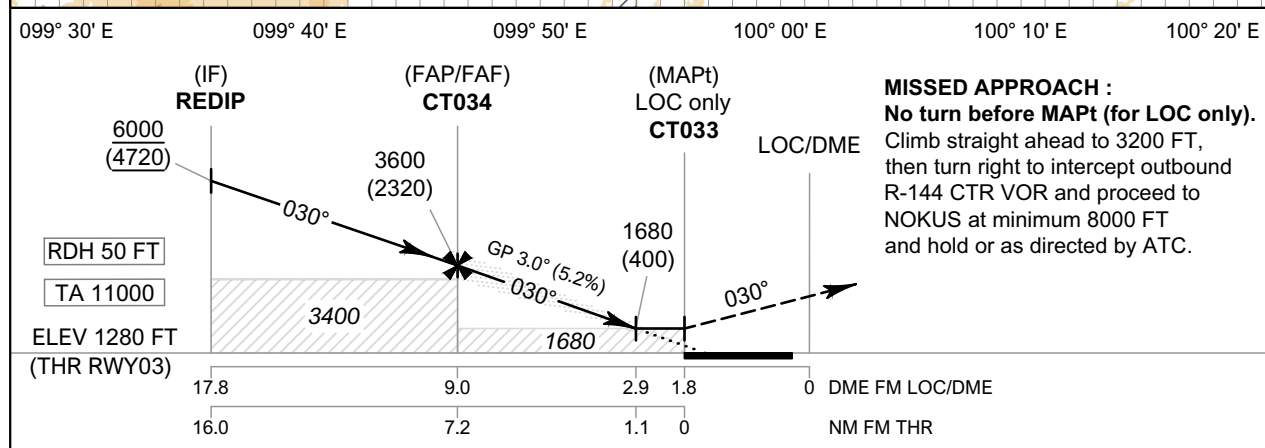 099° 30' E 099° 40' E 099° 50' E 100° 00' E 100° 10' E 100° 20' E
(IF)
REDIP
(FAP/FAF)
CT034
(MAPt)
LOC only
CT033
LOC/DME
MISSED APPROACH :
No turn before MAPt (for LOC only).
Climb straight ahead to 3200 FT,
then turn right to intercept outbound
R-144 CTR VOR and proceed to
NOKUS at minimum 8000 FT
and hold or as directed by ATC.
6000
(4720)
3600
(2320)
1680
(400)
030°
GP 3.0° (5.2%)
030°
030°
RDH 50 FT
TA 11000
ELEV 1280 FT
(THR RWY03)
3400
1680
17.8 9.0 2.9 1.8 0 DME FM LOC/DME
16.0 7.2 1.1 0 NM FM THR